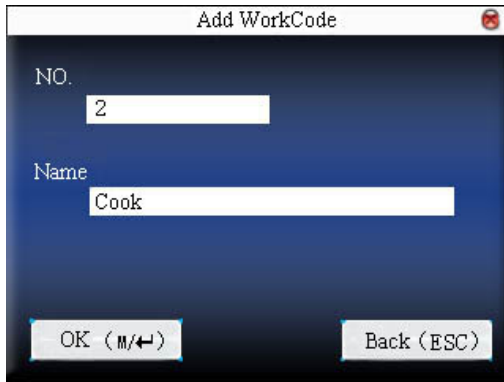 Add WorkCode
NO.
2
Name
Cook
OK (M/↵) Back (ESC)